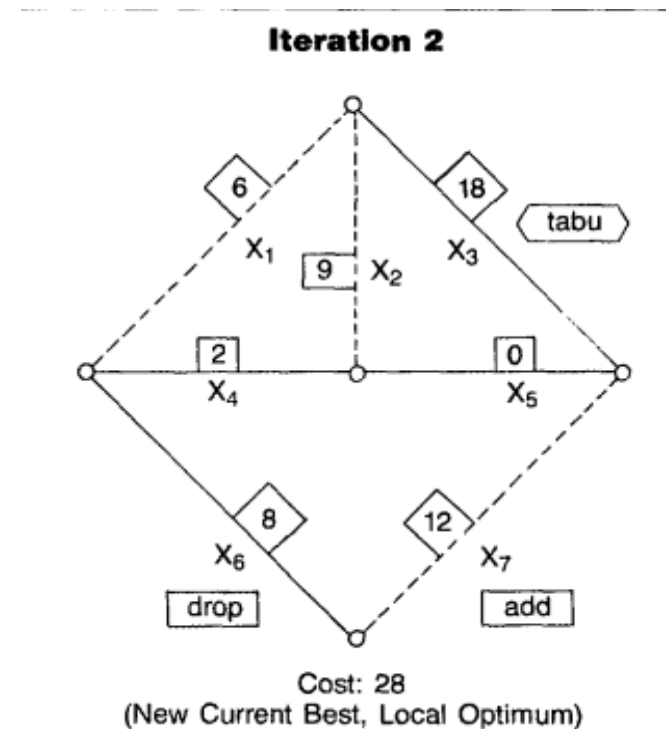 Iteration 2
6
18
tabu
X₁
9
X₂
X₃
2
0
X₄
X₅
8
12
X₆
X₇
drop
add
Cost: 28
(New Current Best, Local Optimum)